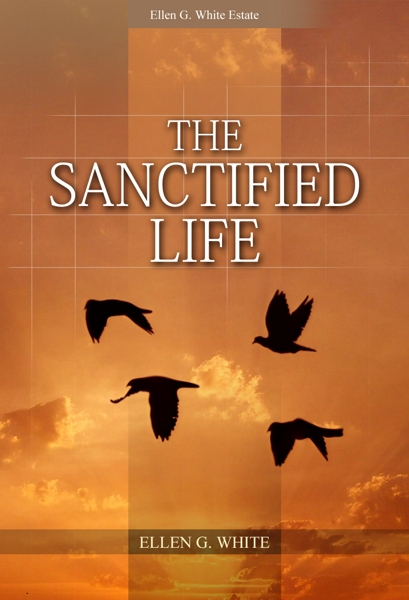 Ellen G. White Estate
THE
SANCTIFIED
LIFE
ELLEN G. WHITE